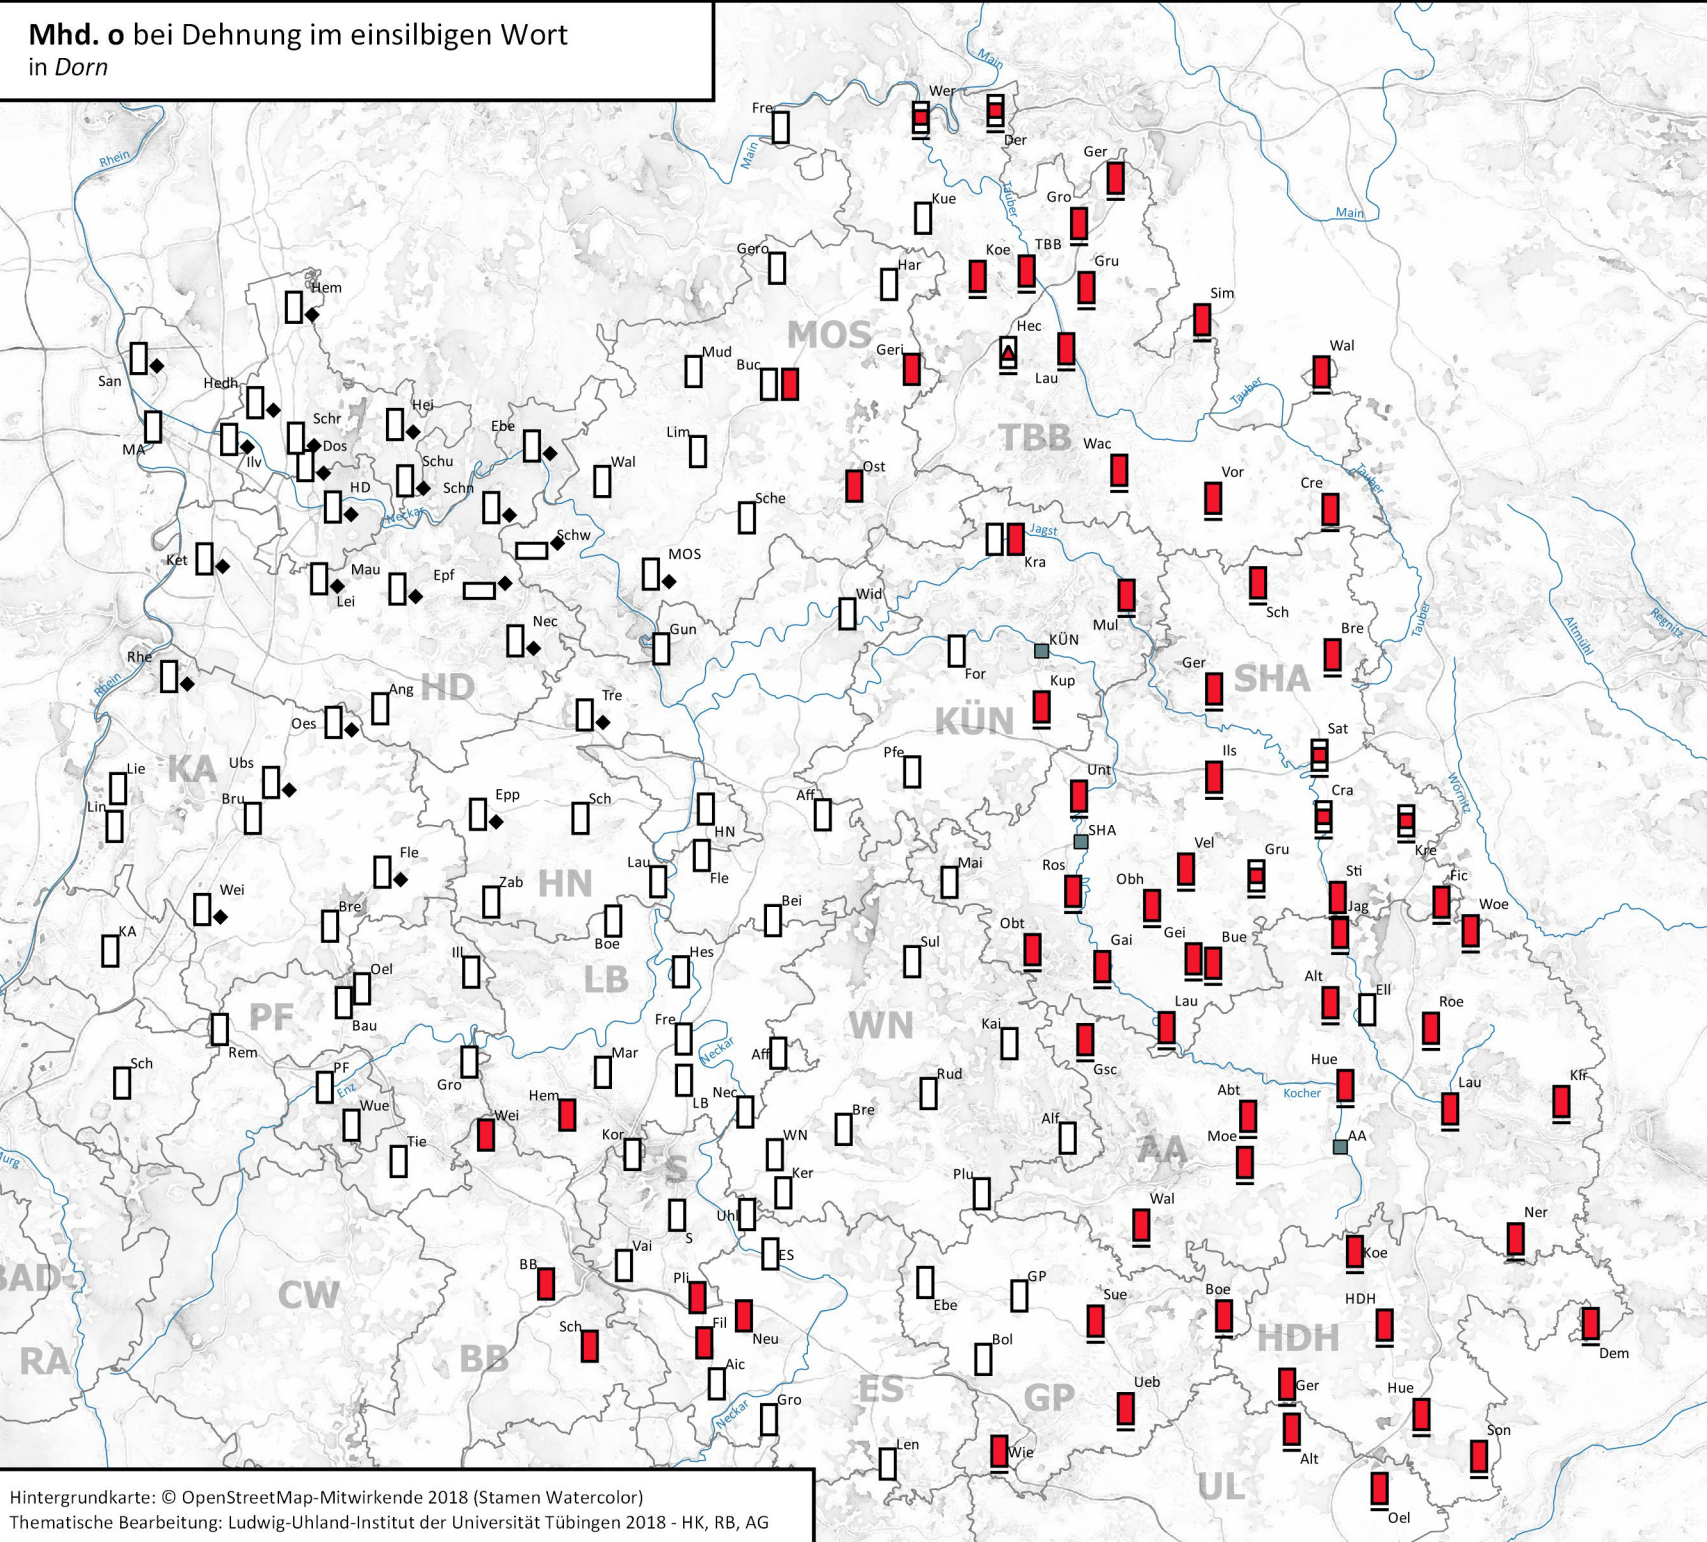 Mhd. o bei Dehnung im einsilbigen Wort
in Dorn
Main
Wer
Fre
Der
Main
Rhein
Ger
Tauber
Gro
Kue
Main
TBB
Koe
Gero
Har
Gru
Hem
Sim
MOS
Hec
Wal
Geri
Mud
Buc
Lau
San
Hedh
Tauber
Hei
Schr
Ebe
Lim
TBB
MA
Dos
Wac
Ilv
Schu
Wal
Ost
Vor
Tauber
HD
Schn
Cre
Sche
Neckar
Jagst
Schw
Ket
MOS
Kra
Mau
Epf
Wid
Lei
Sch
Mul
Tauber
Altmühl
Regnitz
Nec
Gun
Bre
KÜN
Rhe
Ger
For
SHA
Rhein
HD
Ang
Kup
Tre
Oes
KÜN
Sat
Pfe
Ils
Ubs
KA
Lie
Unt
Wörnitz
Cra
Epp
Sch
Aff
Bru
Lin
HN
SHA
Kre
Vel
Gru
Fle
Lau
Mai
Ros
Sti
Fle
Obh
Fic
Zab
HN
Wei
Bei
Woe
Bre
Jag
Obt
KA
Boe
Gei
Bue
Gai
Sul
Ill
Hes
Oel
LB
Alt
Ell
Lau
Roe
PF
Fre
WN
Kai
Bau
Neckar
Rem
Mar
Aff
Hue
Sch
PF
Gsc
Rud
Kir
Gro
Lau
Enz
Abt
Kocher
Hem
LB
Nec
Wue
Bre
Wei
Alf
Kor
WN
Moe
AA
Tie
AA
Murg
S
Ker
Plu
Wal
Uhl
Ner
S
Vai
ES
Koe
BB
BAD
Pli
GP
CW
Ebe
Sue
Boe
HDH
Sch
Fil
Neu
HDH
Bol
Dem
RA
BB
Aic
Ueb
Ger
Hue
ES
GP
Gro
Neckar
Son
Len
Wie
Alt
UL
Oel
Hintergrundkarte: © OpenStreetMap-Mitwirkende 2018 (Stamen Watercolor)
Thematische Bearbeitung: Ludwig-Uhland-Institut der Universität Tübingen 2018 - HK, RB, AG